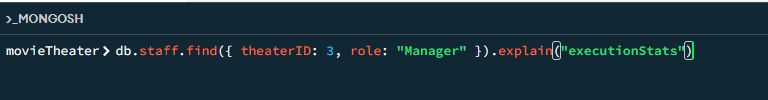 >_MONGOSH
movieTheater> db.staff.find({ theaterID: 3, role: "Manager" }).explain("executionStats")